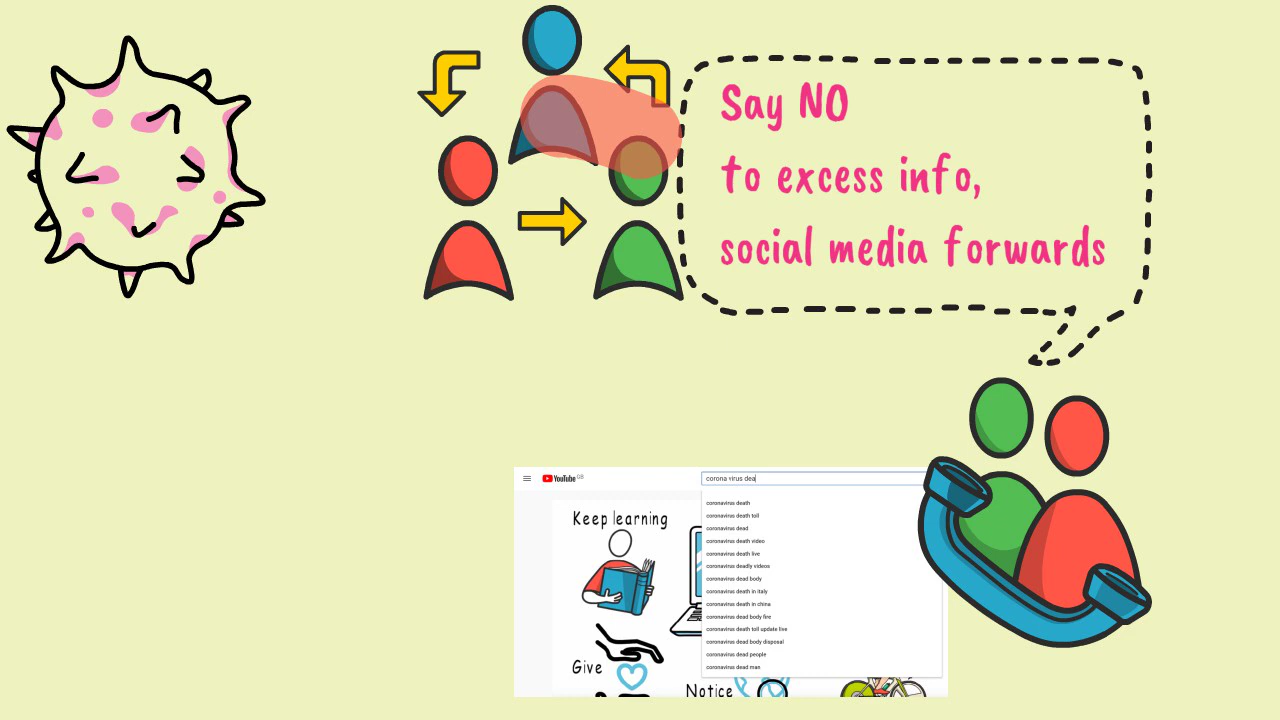 Say NO
to excess info,
social media forwards
YouTube GB
corona virus dea
coronavirus death
coronavirus death toll
coronavirus dead
coronavirus death video
coronavirus death live
coronavirus deadly videos
coronavirus dead body
coronavirus death in italy
coronavirus death in china
coronavirus dead body fire
coronavirus death toll update live
coronavirus dead body disposal
coronavirus dead people
coronavirus dead man
Keep learning
Give
Notice